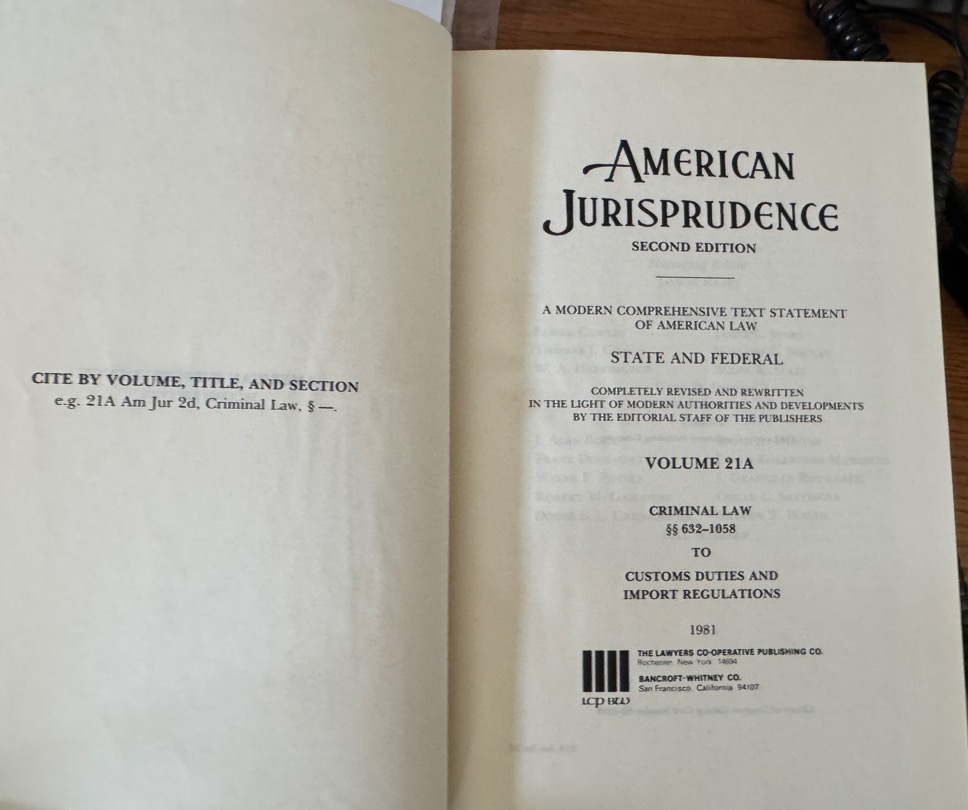 CITE BY VOLUME, TITLE, AND SECTION
e.g. 21A Am Jur 2d, Criminal Law, § —.
AMERICAN
JURISPRUDENCE
SECOND EDITION
A MODERN COMPREHENSIVE TEXT STATEMENT
OF AMERICAN LAW
STATE AND FEDERAL
COMPLETELY REVISED AND REWRITTEN
IN THE LIGHT OF MODERN AUTHORITIES AND DEVELOPMENTS
BY THE EDITORIAL STAFF OF THE PUBLISHERS
VOLUME 21A
CRIMINAL LAW
§§ 632–1058
TO
CUSTOMS DUTIES AND
IMPORT REGULATIONS
1981
THE LAWYERS CO-OPERATIVE PUBLISHING CO.
Rochester, New York 14694
BANCROFT-WHITNEY CO.
San Francisco, California 94107
LCP BW